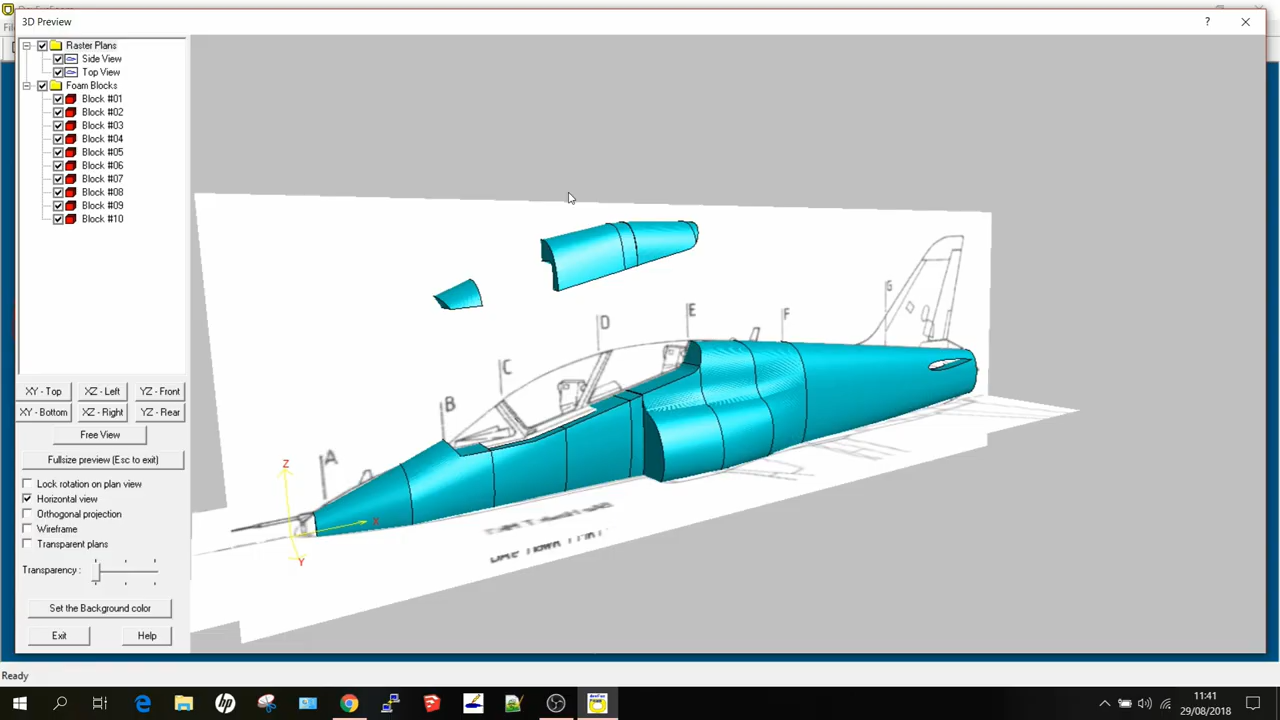 3D Preview
?
Fil
Raster Plans
Side View
Top View
Foam Blocks
Block #01
Block #02
Block #03
Block #04
Block #05
Block #06
Block #07
Block #08
Block #09
Block #10
XY - Top
XZ - Left
YZ - Front
XY - Bottom
XZ - Right
YZ - Rear
Free View
Fullsize preview (Esc to exit)
Lock rotation on plan view
Horizontal view
Orthogonal projection
Wireframe
Transparent plans
Transparency :
Set the Background color
Exit
Help
A
B
C
D
E
F
G
Z
X
Y
Ready
hp
11:41
29/08/2018